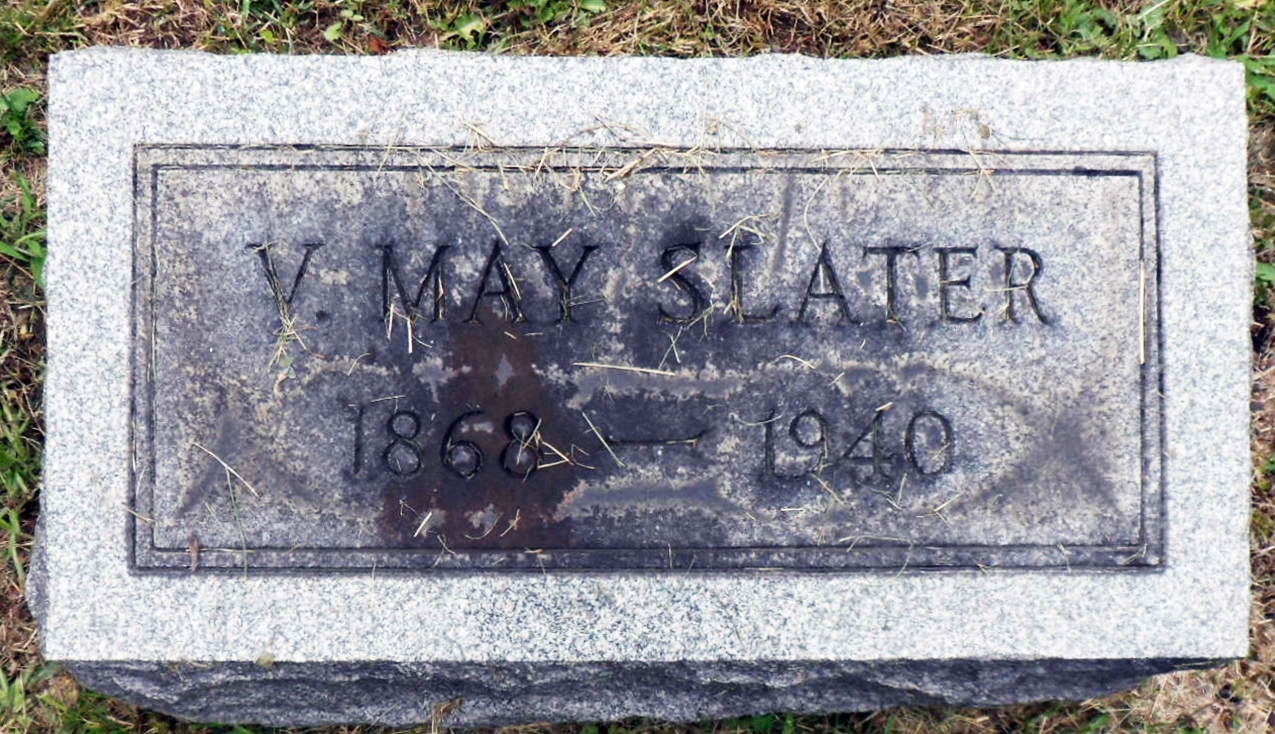 V. MAY SLATER
1868 — 1940